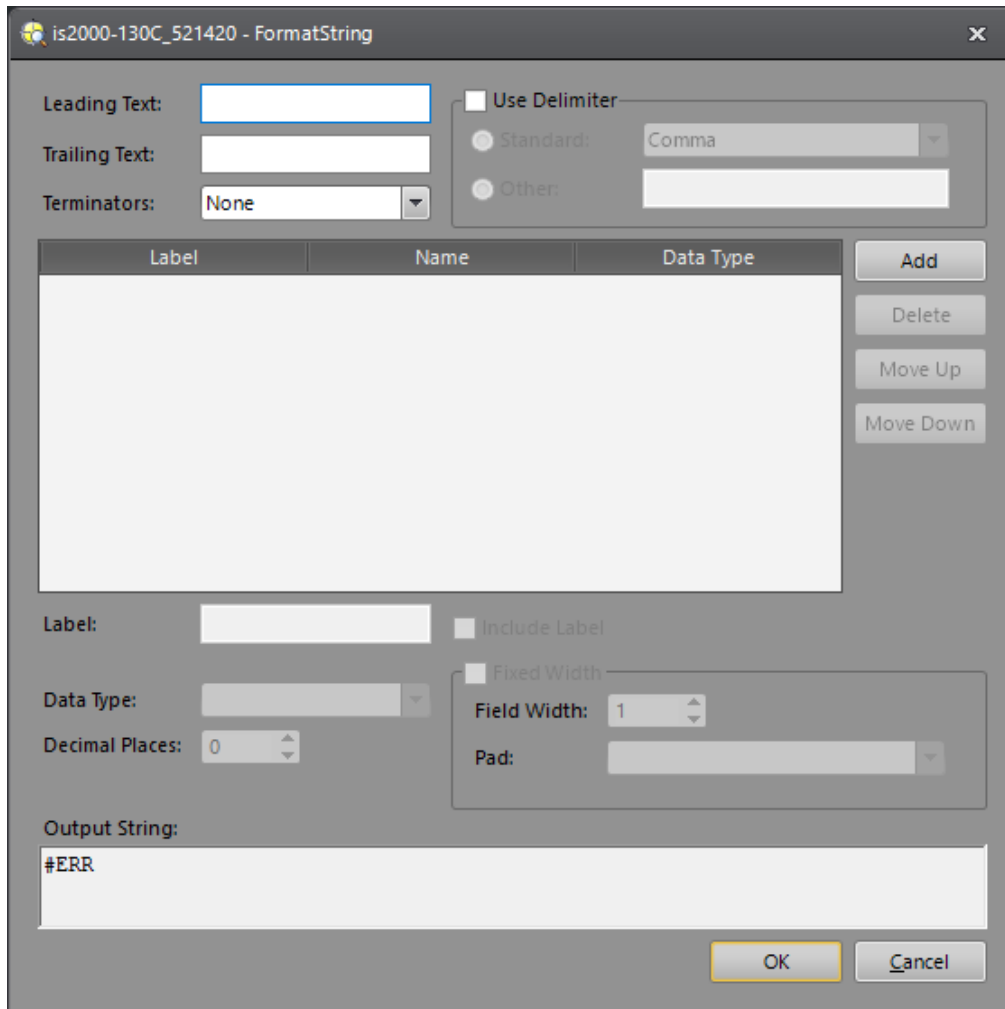 is2000-130C_521420 - FormatString
Leading Text:
Use Delimiter
Standard: Comma
Trailing Text:
Other:
Terminators: None
Label Name Data Type
Add
Delete
Move Up
Move Down
Label:
Include Label
Fixed Width
Data Type:
Field Width: 1
Decimal Places: 0
Pad:
Output String:
#ERR
OK Cancel